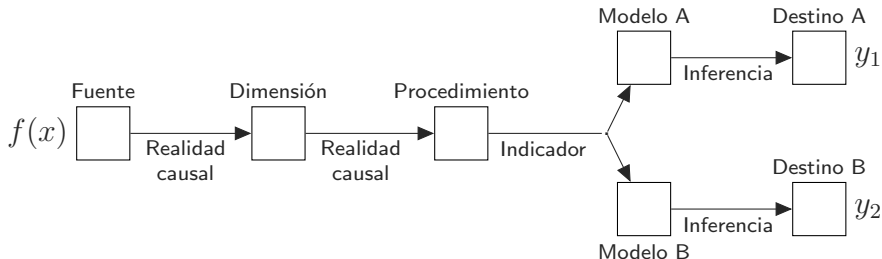 Modelo A
Destino A
Inferencia
y₁
Fuente
Dimensión
Procedimiento
f(x)
Realidad
causal
Realidad
causal
Indicador
Destino B
Inferencia
y₂
Modelo B